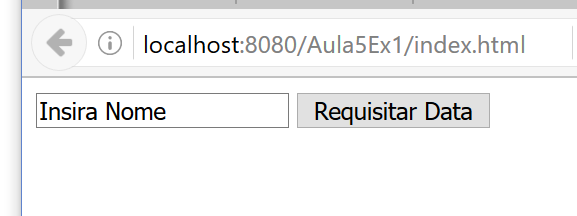 localhost:8080/Aula5Ex1/index.html
Insira Nome Requisitar Data